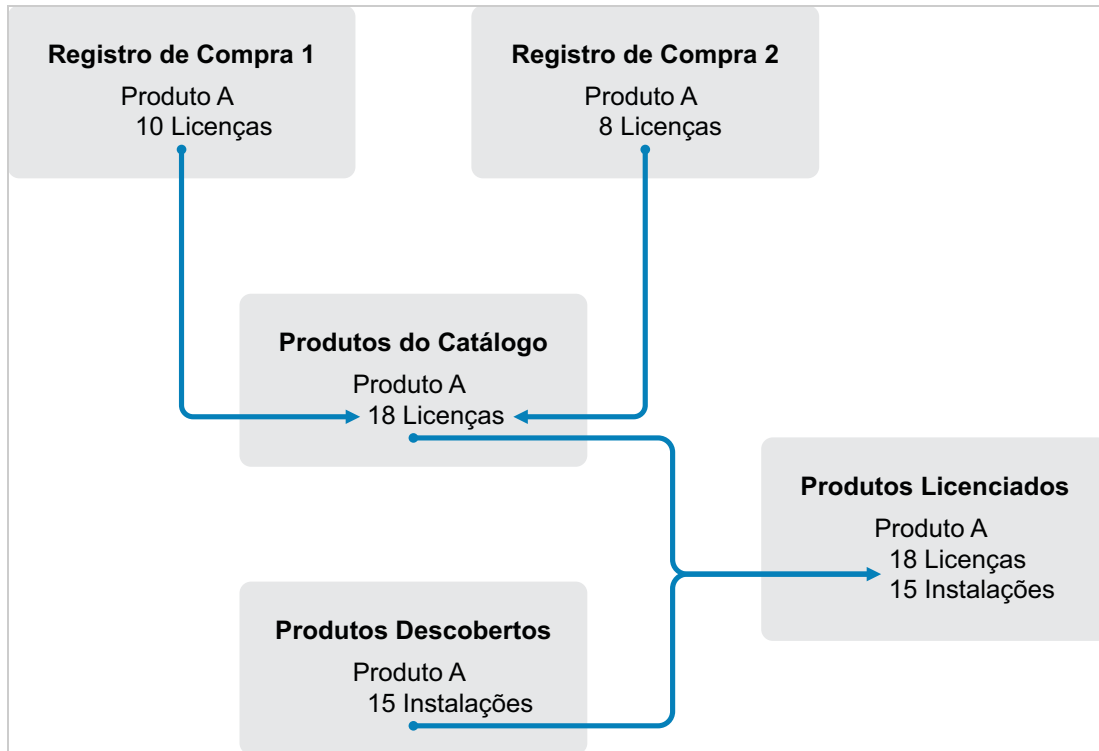 Registro de Compra 1
Produto A
10 Licenças
Registro de Compra 2
Produto A
8 Licenças
Produtos do Catálogo
Produto A
18 Licenças
Produtos Licenciados
Produto A
18 Licenças
15 Instalações
Produtos Descobertos
Produto A
15 Instalações